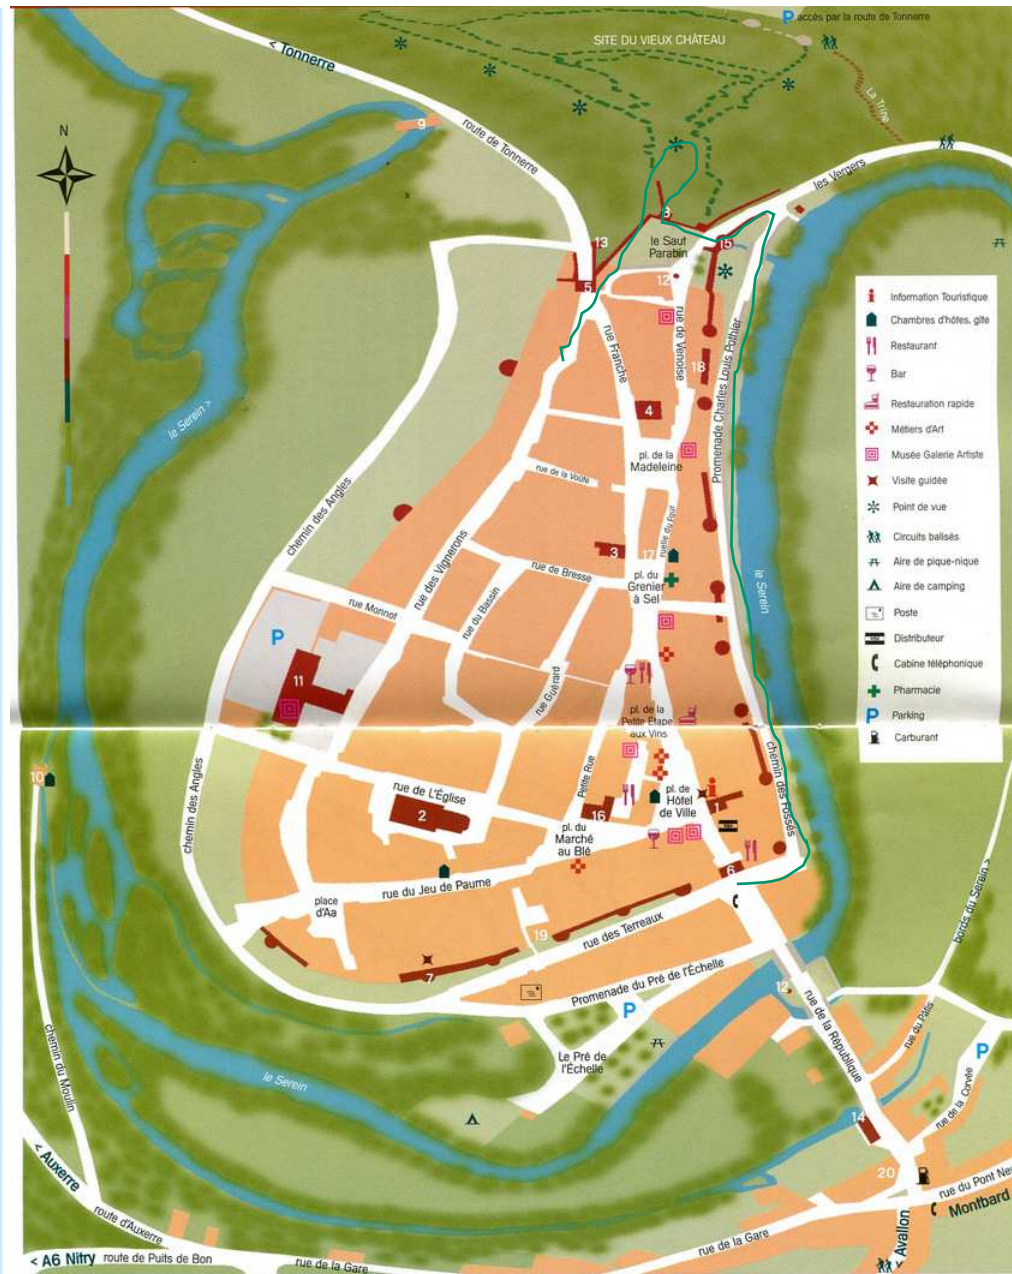 P accès par la route de Tonnerre
SITE DU VIEUX CHÂTEAU
< Tonnerre
La Trina
9
route de Tonnerre
N
les Vergers
8
13
le Saut
Parabin
15
12
5
rue Franche
rue de Venoise
Promenade Charles Louis Pothier
18
le Serein >
4
pl. de la
Madeleine
rue de la Voûte
chemin des Angles
ruelle du Four
3
17
rue des Vignerons
rue de Bresse
pl. du
Grenier
à Sel
le Serein
rue Monnot
rue du Bassin
P
11
rue Guérard
pl. de la
Petite Étape
aux Vins
chemin des Fossés
10
chemin des Angles
rue de L'Église
2
Petite Rue
pl. de
Hôtel
de Ville
1
16
pl. du
Marché
au Blé
6
rue du Jeu de Paume
place
d'Aa
19
rue des Terreaux
7
bords du Serein >
Promenade du Pré de l'Échelle
12
P
rue de la République
rue du Pâtis
P
chemin du Moulin
Le Pré de
l'Échelle
le Serein
rue de la Corvée
14
20
< Auxerre
rue du Pont Neu
Montbard
route d'Auxerre
rue de la Gare
< Avallon
< A6 Nitry
route de Puits de Bon
rue de la Gare
Information Touristique
Chambres d'hôtes, gîte
Restaurant
Bar
Restauration rapide
Métiers d'Art
Musée Galerie Artiste
Visite guidée
Point de vue
Circuits balisés
Aire de pique-nique
Aire de camping
Poste
Distributeur
Cabine téléphonique
Pharmacie
P Parking
Carburant